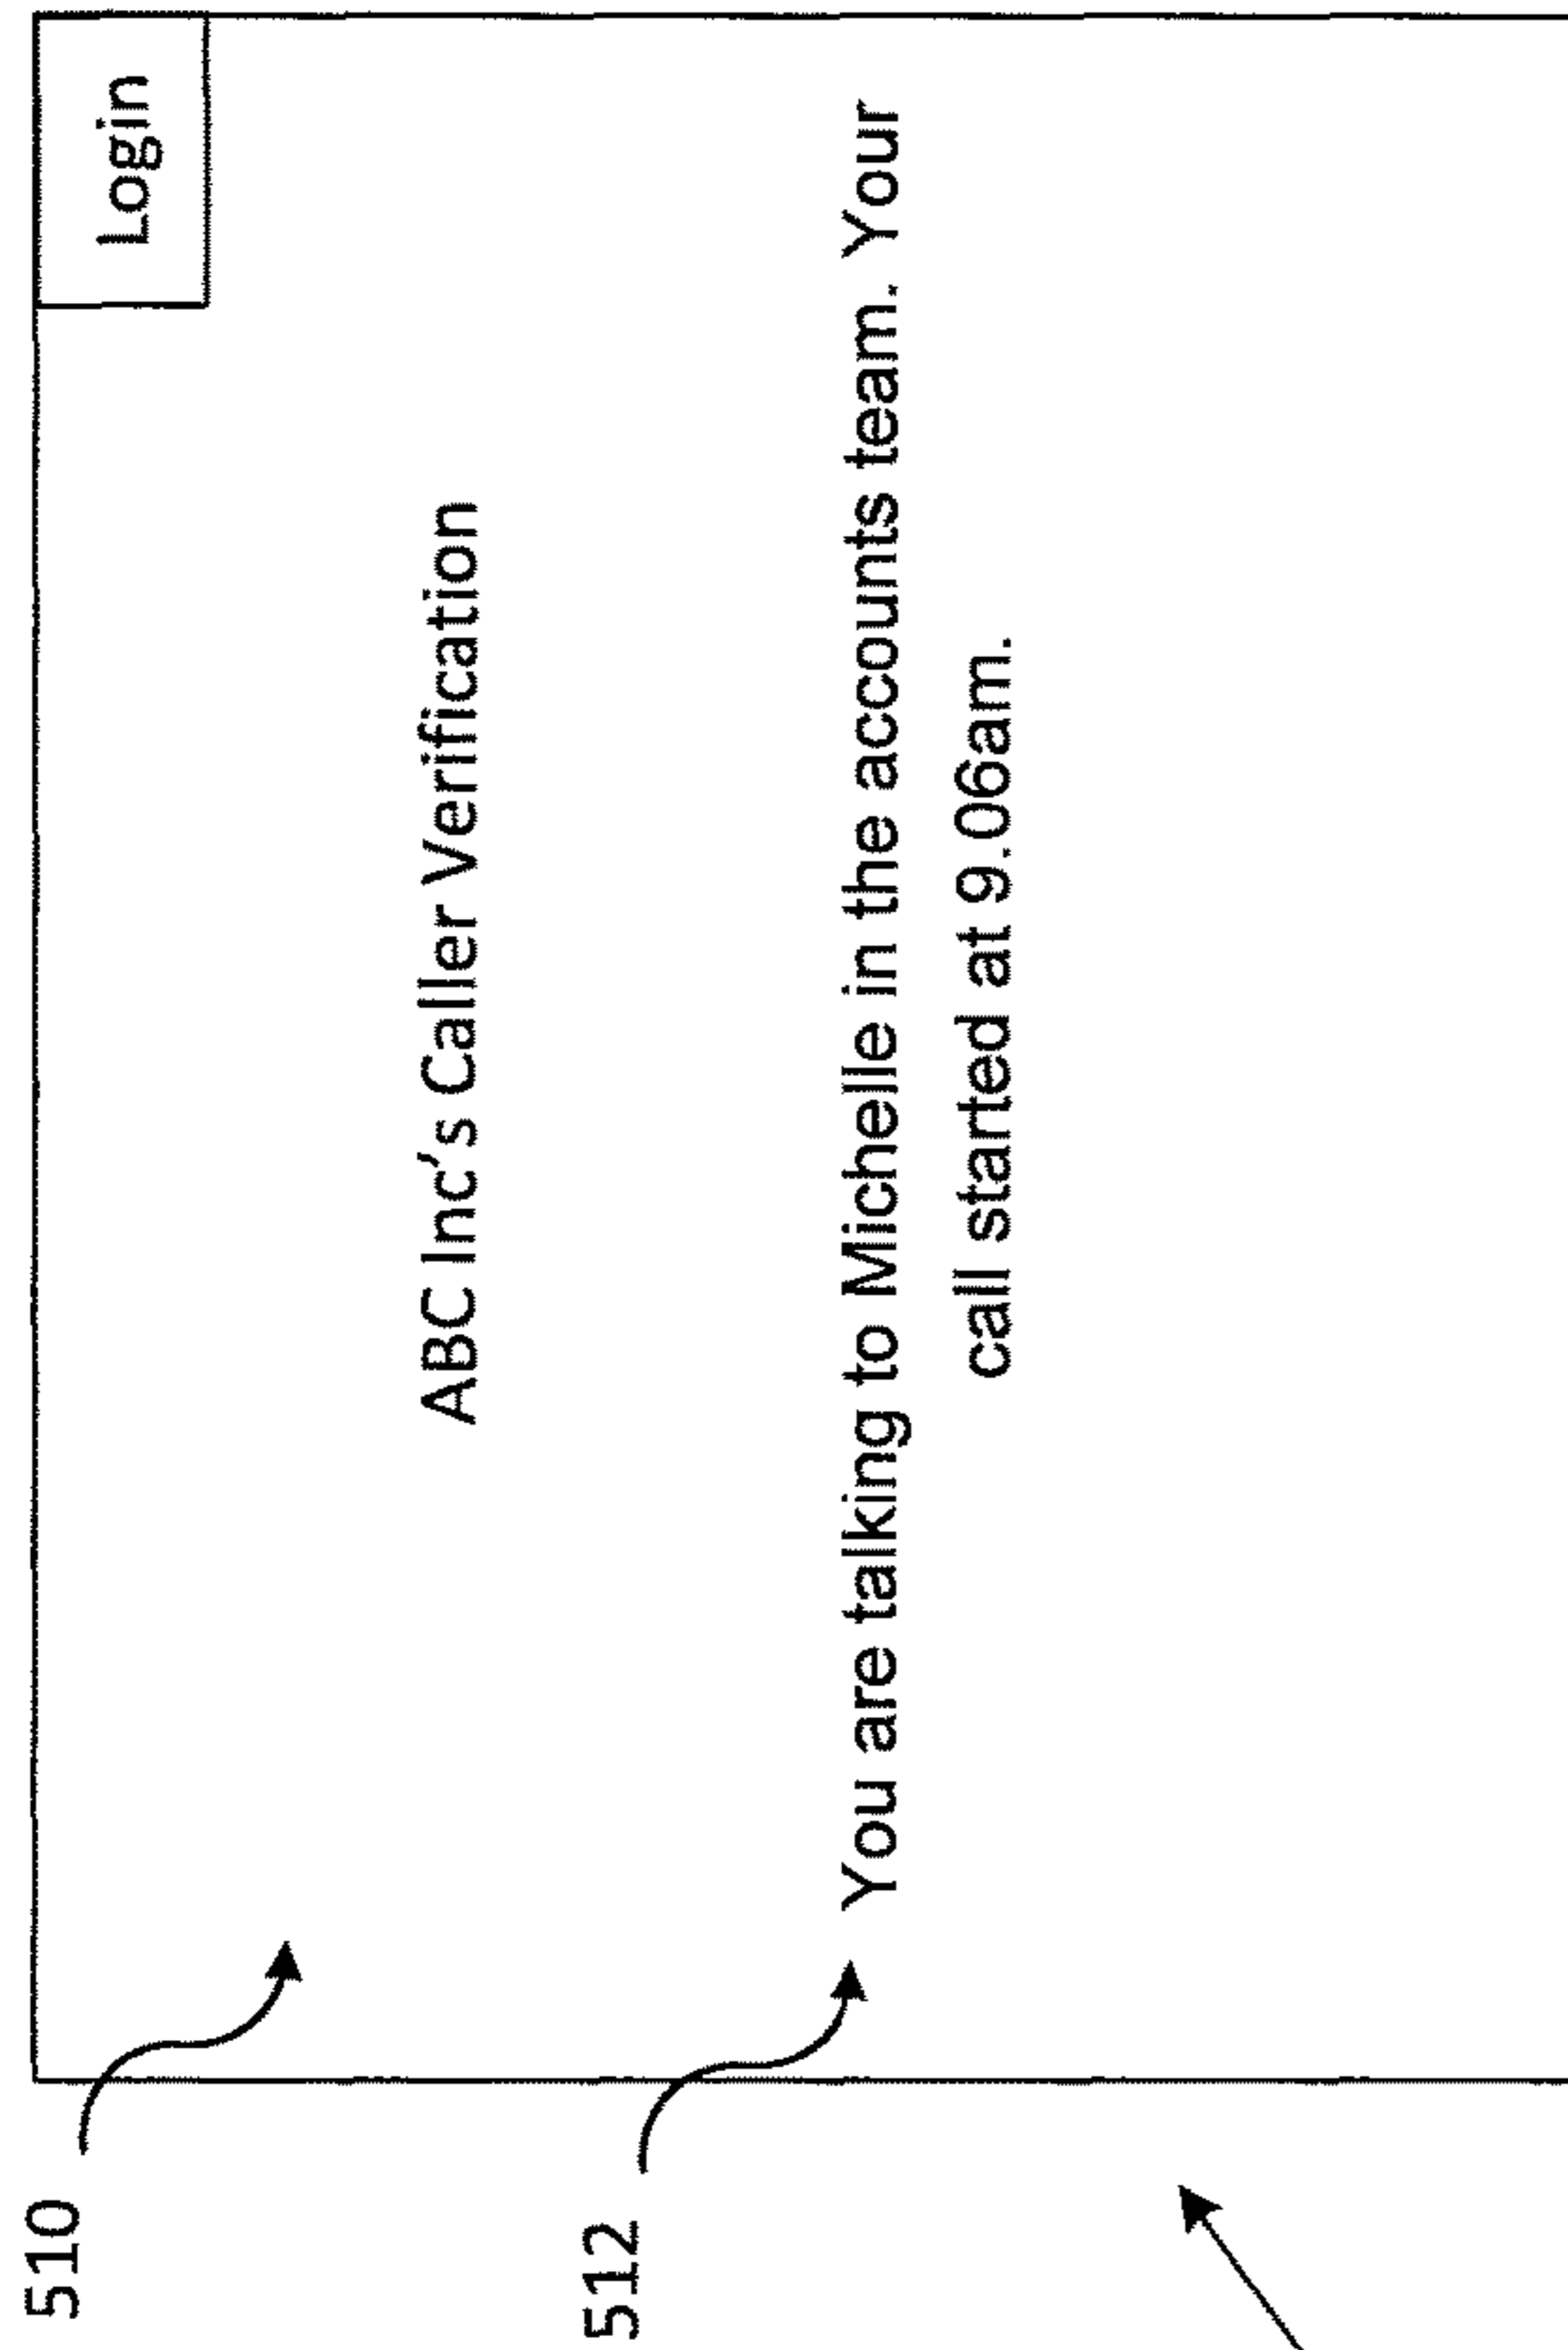 Login
510
ABC Inc's Caller Verification
512
You are talking to Michelle in the accounts team. Your
call started at 9.06am.